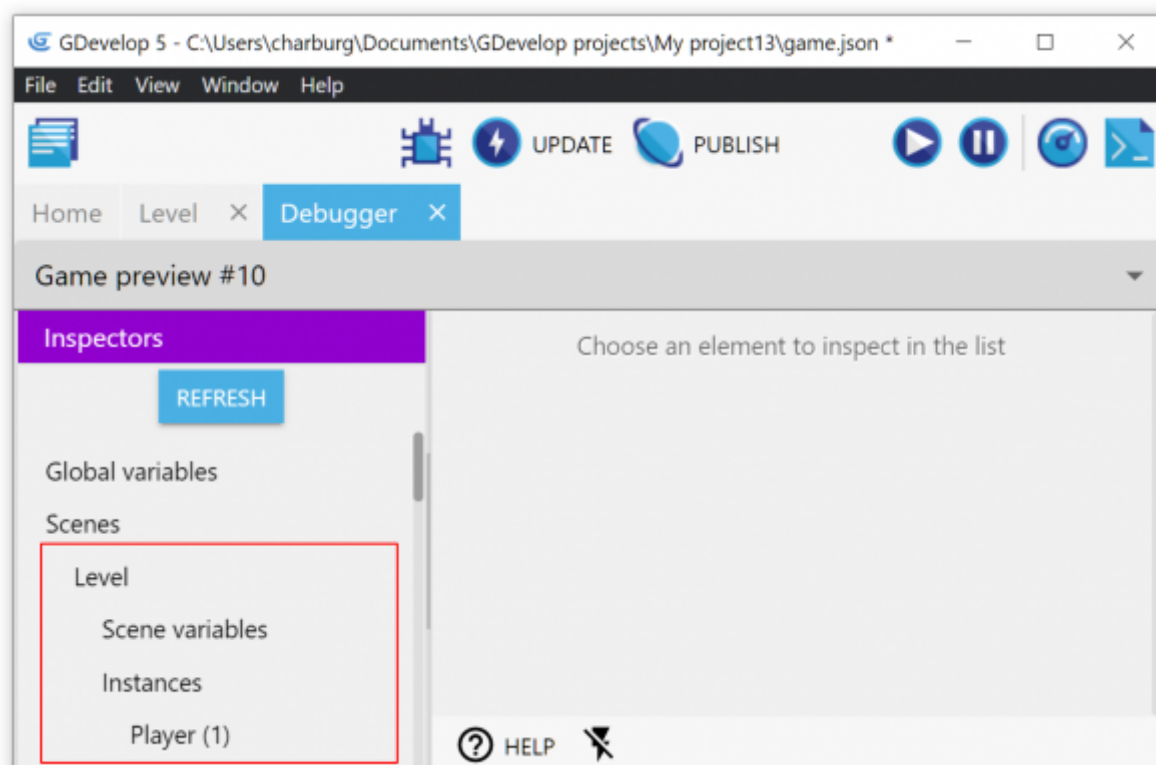 GDevelop 5 - C:\Users\charburg\Documents\GDevelop projects\My project13\game.json *
File Edit View Window Help
UPDATE PUBLISH
Home Level Debugger
Game preview #10
Inspectors
Choose an element to inspect in the list
REFRESH
Global variables
Scenes
Level
Scene variables
Instances
Player (1)
HELP